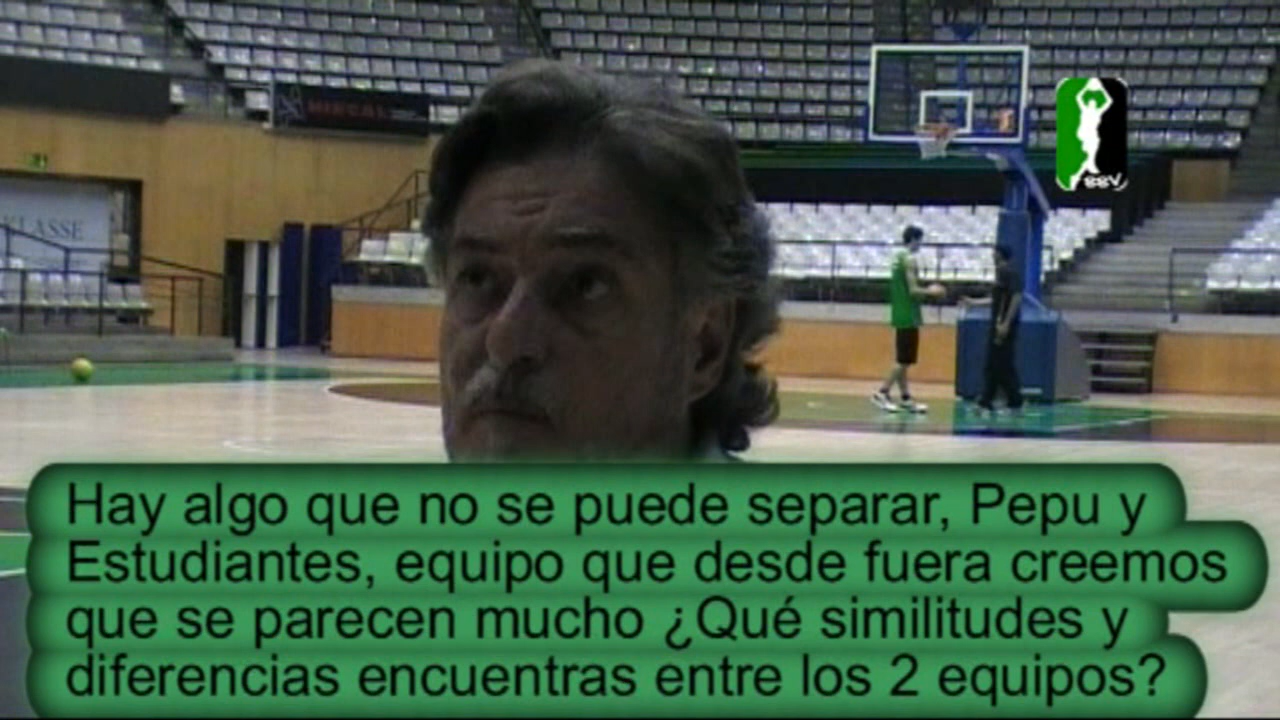 KLASSE
Hay algo que no se puede separar, Pepu y
Estudiantes, equipo que desde fuera creemos
que se parecen mucho ¿Qué similitudes y
diferencias encuentras entre los 2 equipos?